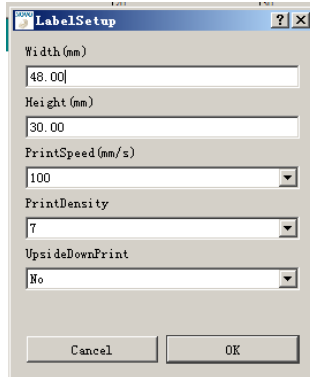 LabelSetup
Width(mm)
48.00
Height(mm)
30.00
PrintSpeed(mm/s)
100
PrintDensity
7
UpsideDownPrint
No
Cancel OK